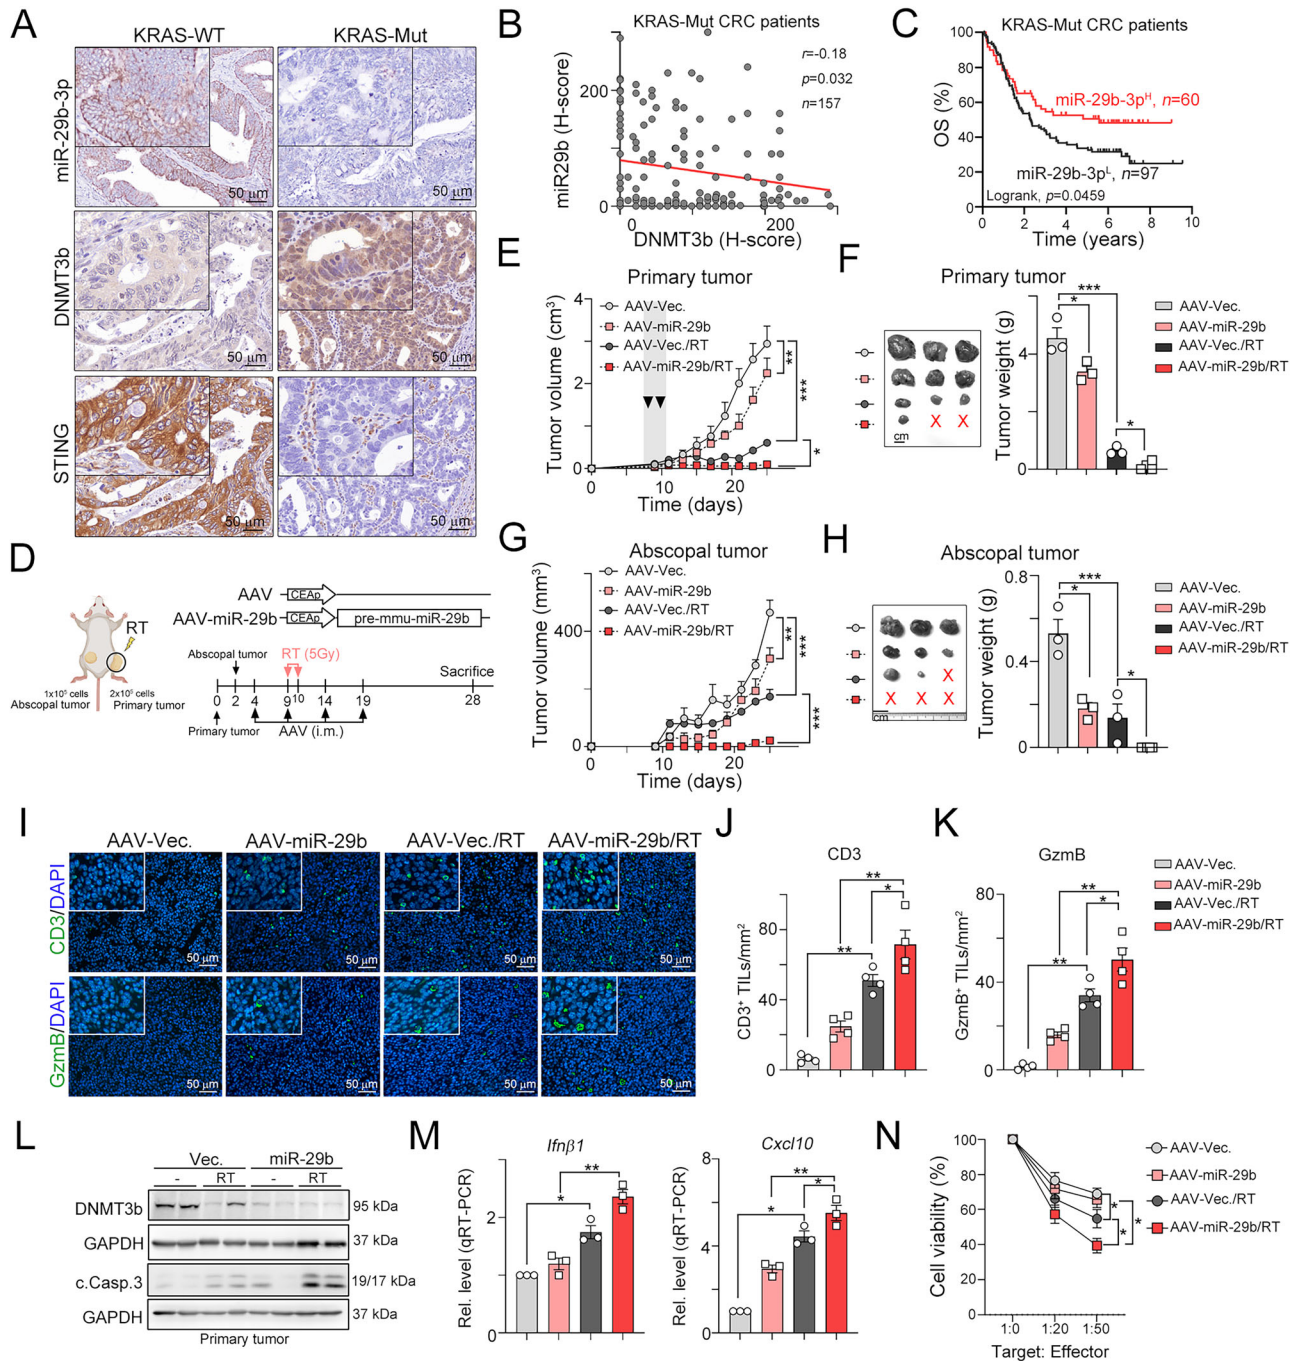 A
KRAS-WT
KRAS-Mut
miR-29b-3p
50 μm
50 μm
DNMT3b
50 μm
50 μm
STING
50 μm
50 μm
B
KRAS-Mut CRC patients
miR29b (H-score)
200
0
r=-0.18
p=0.032
n=157
0
200
DNMT3b (H-score)
C
KRAS-Mut CRC patients
OS (%)
100
80
60
40
20
0
miR-29b-3pᴴ, n=60
miR-29b-3pᴸ, n=97
Logrank, p=0.0459
0 2 4 6 8 10
Time (years)
D
RT
Abscopal tumor
1x10⁵ cells
Abscopal tumor
2x10⁵ cells
Primary tumor
AAV
CEAp
AAV-miR-29b
CEAp
pre-mmu-miR-29b
RT (5Gy)
Sacrifice
0 2 4 9 10 14 19 28
Primary tumor
AAV (i.m.)
E
Primary tumor
Tumor volume (cm³)
4
2
0
AAV-Vec.
AAV-miR-29b
AAV-Vec./RT
AAV-miR-29b/RT
**
***
*
0 10 20
Time (days)
F
Primary tumor
cm
X X
Tumor weight (g)
4
0
***
*
*
AAV-Vec.
AAV-miR-29b
AAV-Vec./RT
AAV-miR-29b/RT
G
Abscopal tumor
Tumor volume (mm³)
400
0
AAV-Vec.
AAV-miR-29b
AAV-Vec./RT
AAV-miR-29b/RT
**
***
***
0 10 20
Time (days)
H
Abscopal tumor
X
X X X
cm
Tumor weight (g)
0.8
0.4
0
***
*
*
AAV-Vec.
AAV-miR-29b
AAV-Vec./RT
AAV-miR-29b/RT
I
AAV-Vec.
AAV-miR-29b
AAV-Vec./RT
AAV-miR-29b/RT
CD3/DAPI
50 μm
50 μm
50 μm
50 μm
GzmB/DAPI
50 μm
50 μm
50 μm
50 μm
J
CD3
CD3⁺ TILs/mm²
80
40
0
**
*
**
K
GzmB
GzmB⁺ TILs/mm²
80
40
0
**
*
**
AAV-Vec.
AAV-miR-29b
AAV-Vec./RT
AAV-miR-29b/RT
L
Vec.
miR-29b
- RT - RT
DNMT3b
95 kDa
GAPDH
37 kDa
c.Casp.3
19/17 kDa
GAPDH
37 kDa
Primary tumor
M
Ifnβ1
Rel. level (qRT-PCR)
2
0
**
*
Cxcl10
Rel. level (qRT-PCR)
8
4
0
**
*
*
N
Cell viability (%)
100
80
60
40
20
0
*
*
*
1:0 1:20 1:50
Target: Effector
AAV-Vec.
AAV-miR-29b
AAV-Vec./RT
AAV-miR-29b/RT